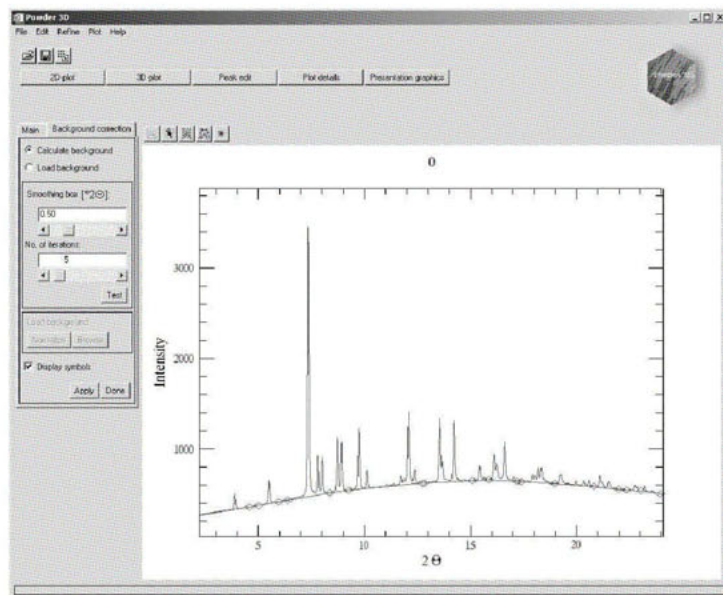 Powder 3D
File Edit Refine Plot Help
2D plot 3D plot Peak edit Plot details Presentation graphics
Main Background correction
Calculate background
Load background
Smoothing box [°2Θ]:
0.50
No. of iterations:
5
Test
Load background
Browse
Display symbols
Apply Done
0
Intensity
3000
2000
1000
5 10 15 20
2 Θ